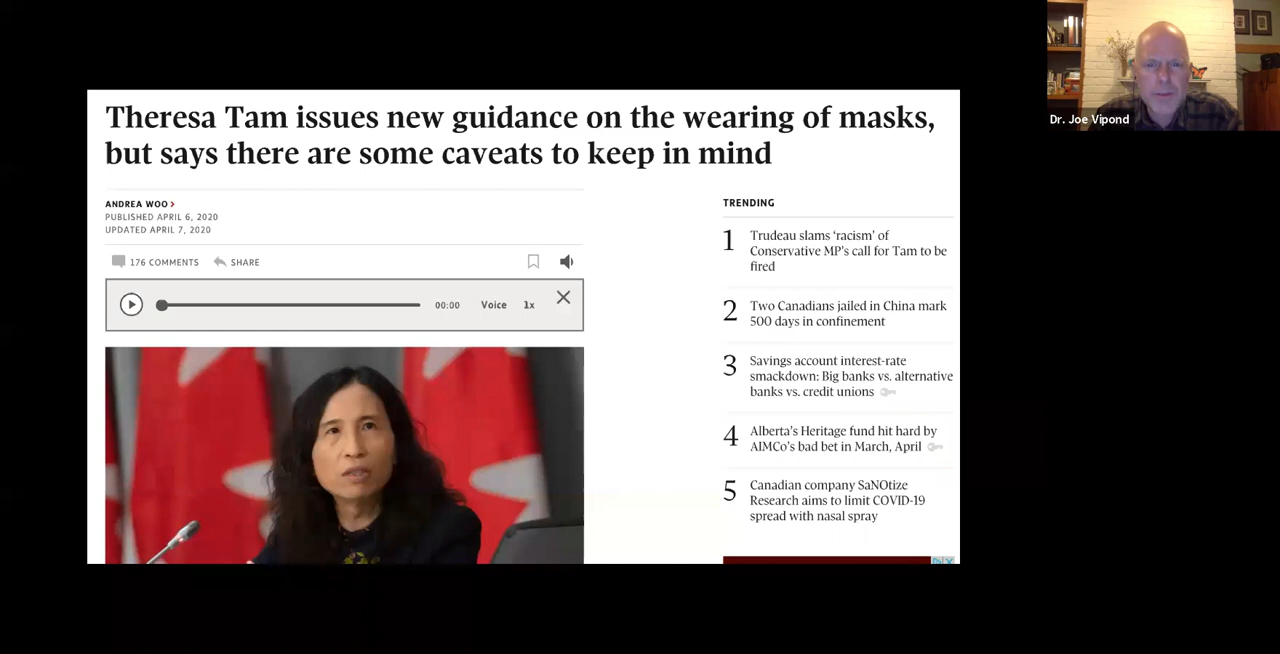 Theresa Tam issues new guidance on the wearing of masks,
but says there are some caveats to keep in mind
ANDREA WOO >
PUBLISHED APRIL 6, 2020
UPDATED APRIL 7, 2020
176 COMMENTS SHARE
00:00 Voice 1x
TRENDING
1 Trudeau slams ‘racism’ of
Conservative MP’s call for Tam to be
fired
2 Two Canadians jailed in China mark
500 days in confinement
3 Savings account interest-rate
smackdown: Big banks vs. alternative
banks vs. credit unions
4 Alberta’s Heritage fund hit hard by
AIMCo’s bad bet in March, April
5 Canadian company SaNOtize
Research aims to limit COVID-19
spread with nasal spray
Dr. Joe Vipond